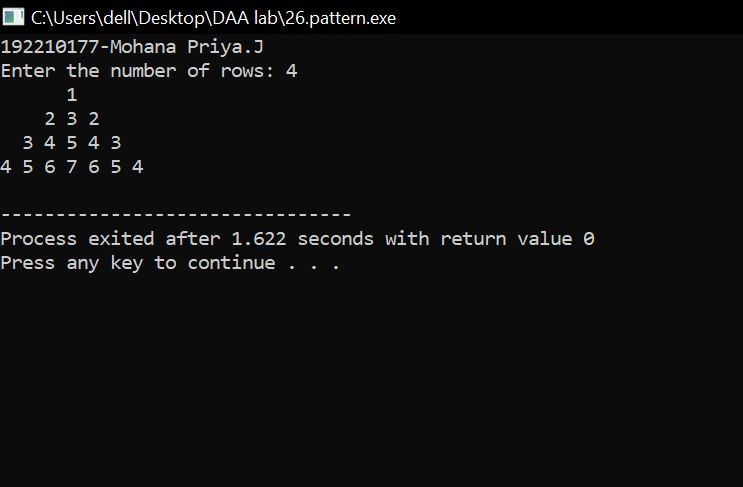 C:\Users\dell\Desktop\DAA lab\26.pattern.exe
192210177-Mohana Priya.J
Enter the number of rows: 4
      1
    2 3 2
  3 4 5 4 3
4 5 6 7 6 5 4

--------------------------------
Process exited after 1.622 seconds with return value 0
Press any key to continue . . .